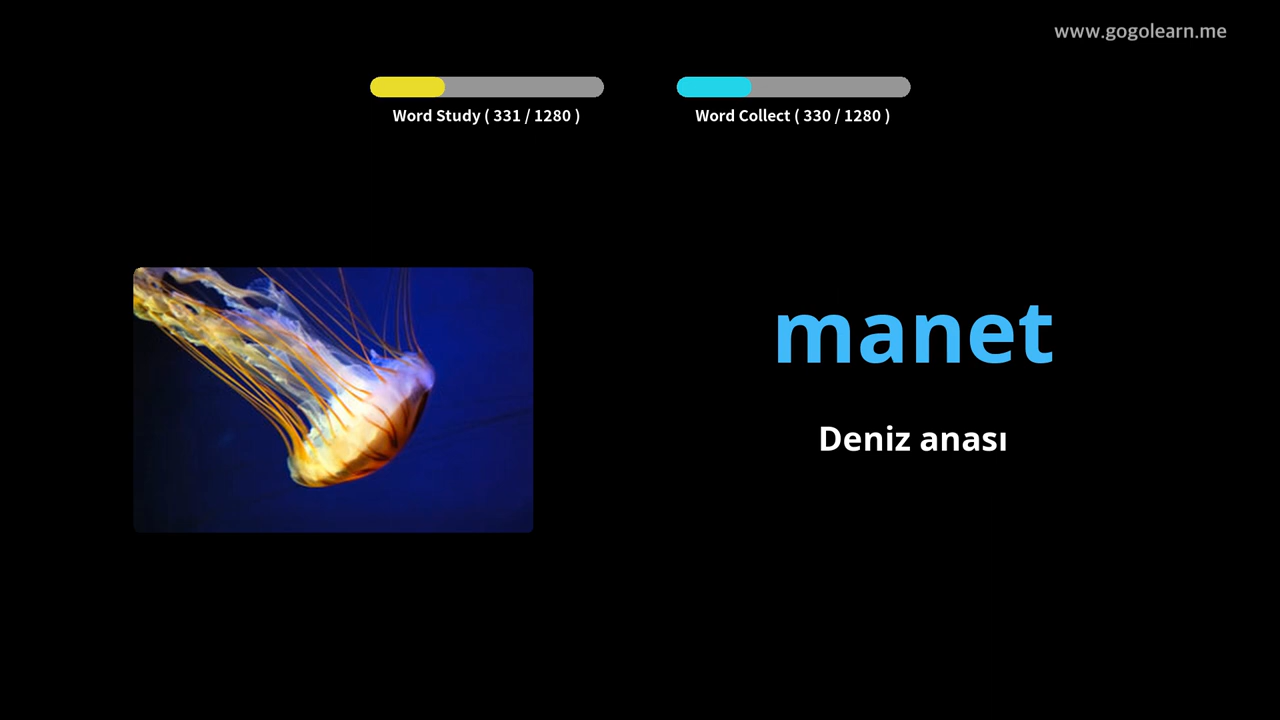 www.gogolearn.me
Word Study ( 331 / 1280 )
Word Collect ( 330 / 1280 )
manet
Deniz anası